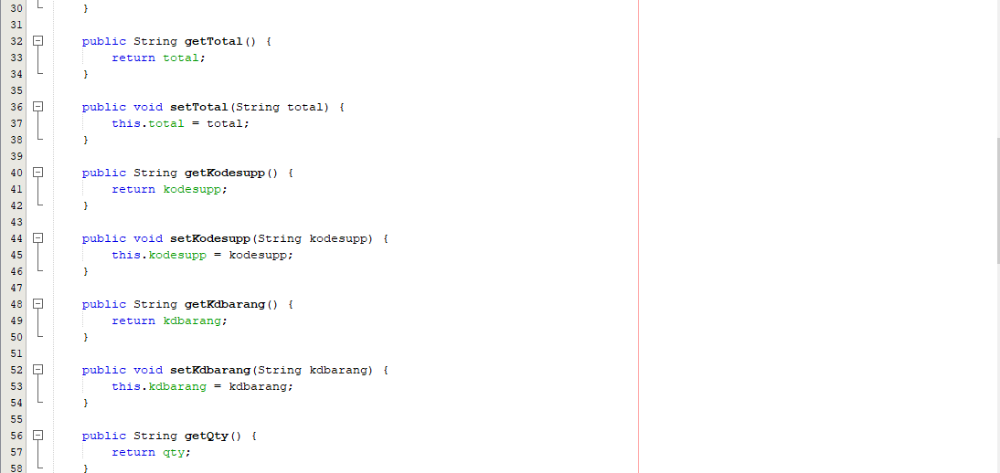 30 }
31
32 public String getTotal() {
33 return total;
34 }
35
36 public void setTotal(String total) {
37 this.total = total;
38 }
39
40 public String getKodesupp() {
41 return kodesupp;
42 }
43
44 public void setKodesupp(String kodesupp) {
45 this.kodesupp = kodesupp;
46 }
47
48 public String getKdbarang() {
49 return kdbarang;
50 }
51
52 public void setKdbarang(String kdbarang) {
53 this.kdbarang = kdbarang;
54 }
55
56 public String getQty() {
57 return qty;
58 }